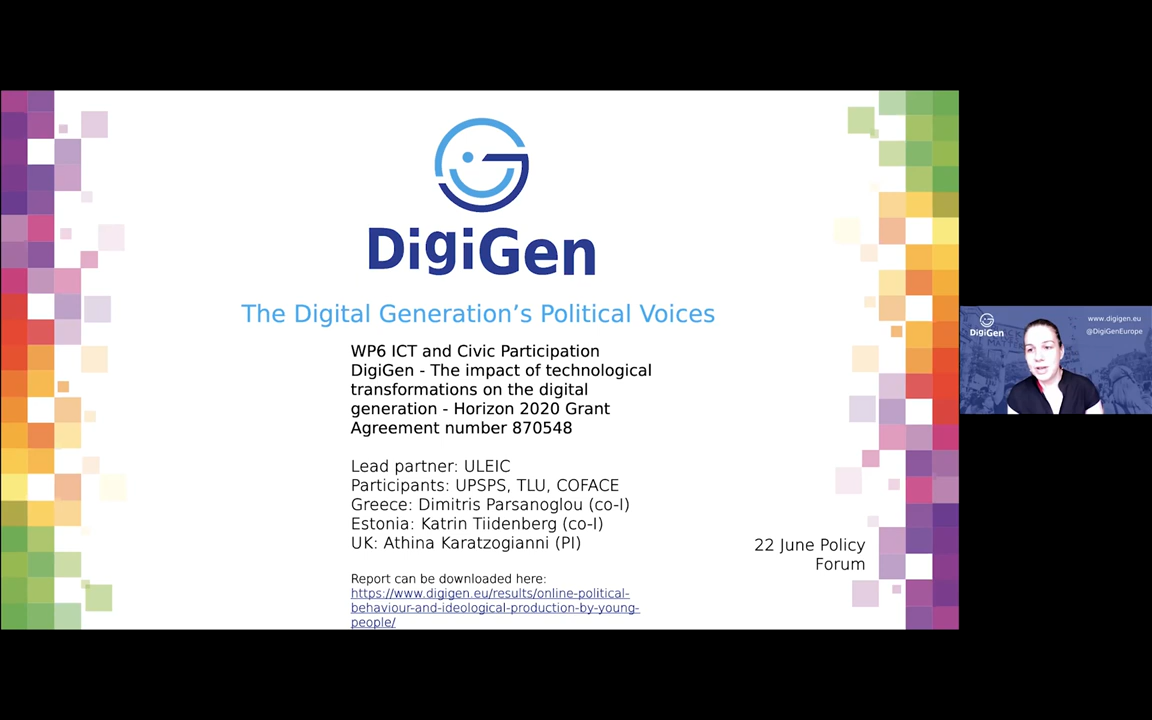 DigiGen
The Digital Generation’s Political Voices
WP6 ICT and Civic Participation
DigiGen - The impact of technological
transformations on the digital
generation - Horizon 2020 Grant
Agreement number 870548
Lead partner: ULEIC
Participants: UPSPS, TLU, COFACE
Greece: Dimitris Parsanoglou (co-I)
Estonia: Katrin Tiidenberg (co-I)
UK: Athina Karatzogianni (PI)
22 June Policy
Forum
Report can be downloaded here:
https://www.digigen.eu/results/online-political-
behaviour-and-ideological-production-by-young-
people/
DigiGen
www.digigen.eu
@DigiGenEurope